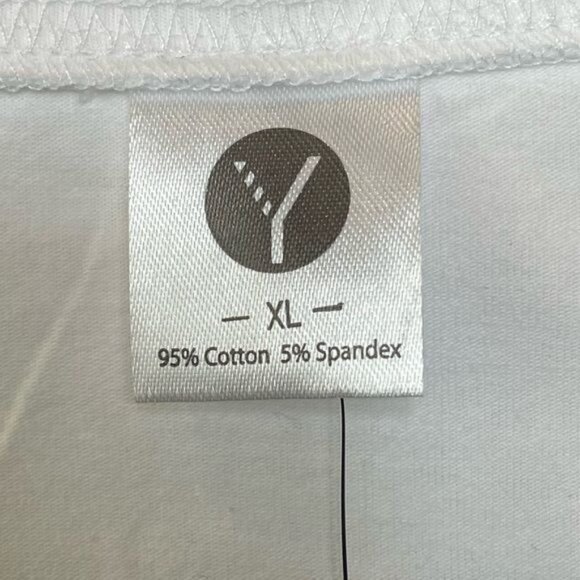 Y
— XL —
95% Cotton 5% Spandex